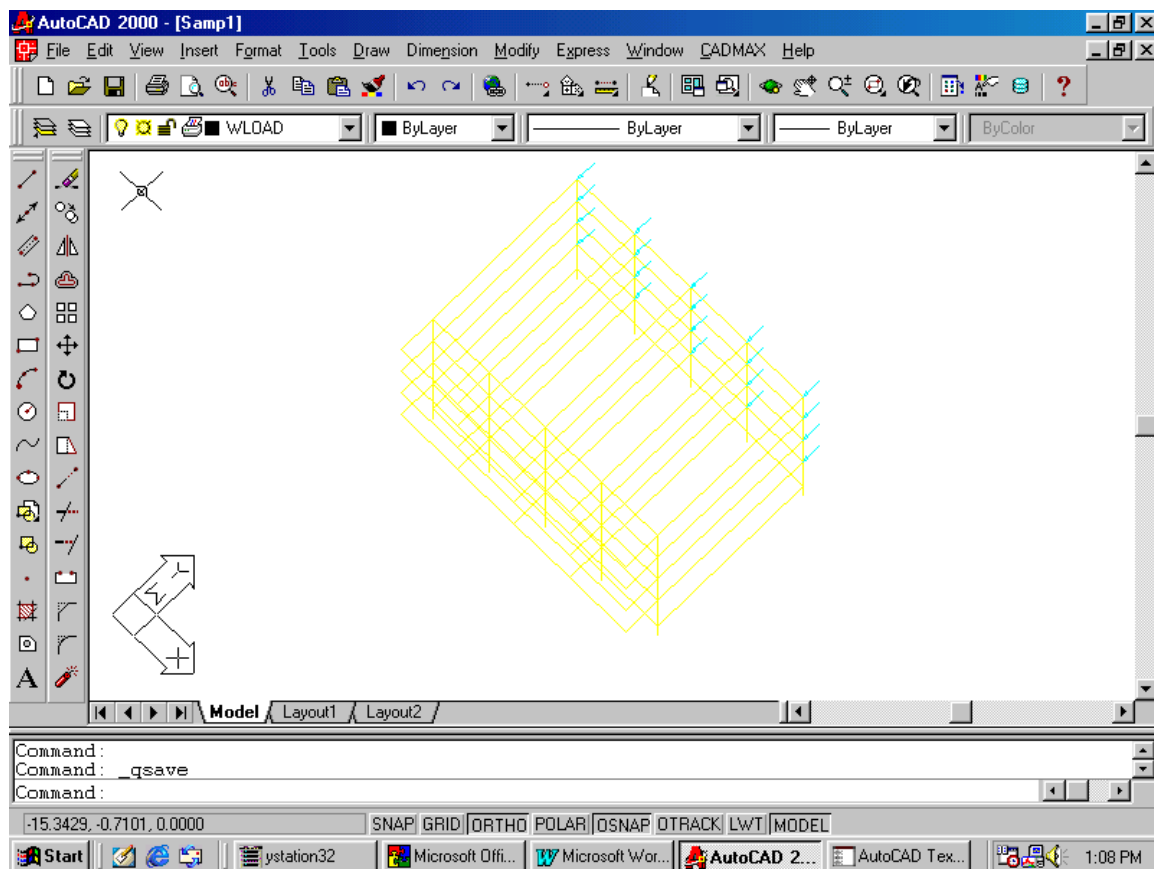 AutoCAD 2000 - [Samp1]
File Edit View Insert Format Tools Draw Dimension Modify Express Window CADMAX Help
WLOAD ByLayer ByLayer ByLayer ByColor
A
Model Layout1 Layout2
Command:
Command: _qsave
Command:
-15.3429, -0.7101, 0.0000 SNAP GRID ORTHO POLAR OSNAP OTRACK LWT MODEL
Start ystation32 Microsoft Offi... Microsoft Wor... AutoCAD 2... AutoCAD Tex... 1:08 PM